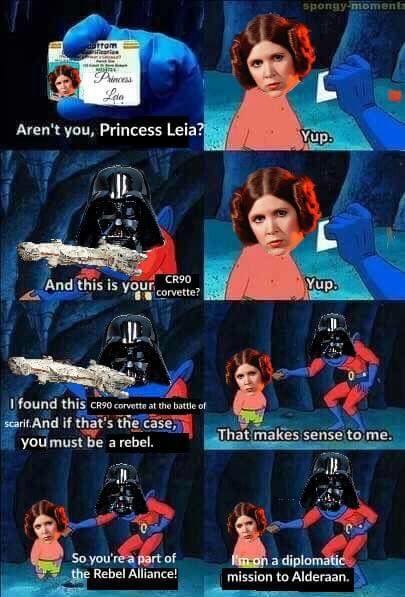 spongy-moments
Princess
Leia
Aren't you, Princess Leia?
Yup.
And this is your CR90
corvette?
Yup.
I found this CR90 corvette at the battle of
scarif. And if that's the case,
you must be a rebel.
That makes sense to me.
So you're a part of
the Rebel Alliance!
I'm on a diplomatic
mission to Alderaan.